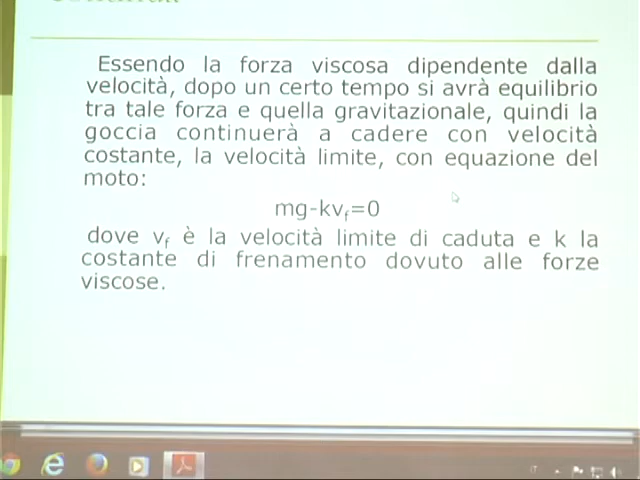 Essendo la forza viscosa dipendente dalla
velocità, dopo un certo tempo si avrà equilibrio
tra tale forza e quella gravitazionale, quindi la
goccia continuerà a cadere con velocità
costante, la velocità limite, con equazione del
moto:
mg-kvf=0
dove vf è la velocità limite di caduta e k la
costante di frenamento dovuto alle forze
viscose.
IT